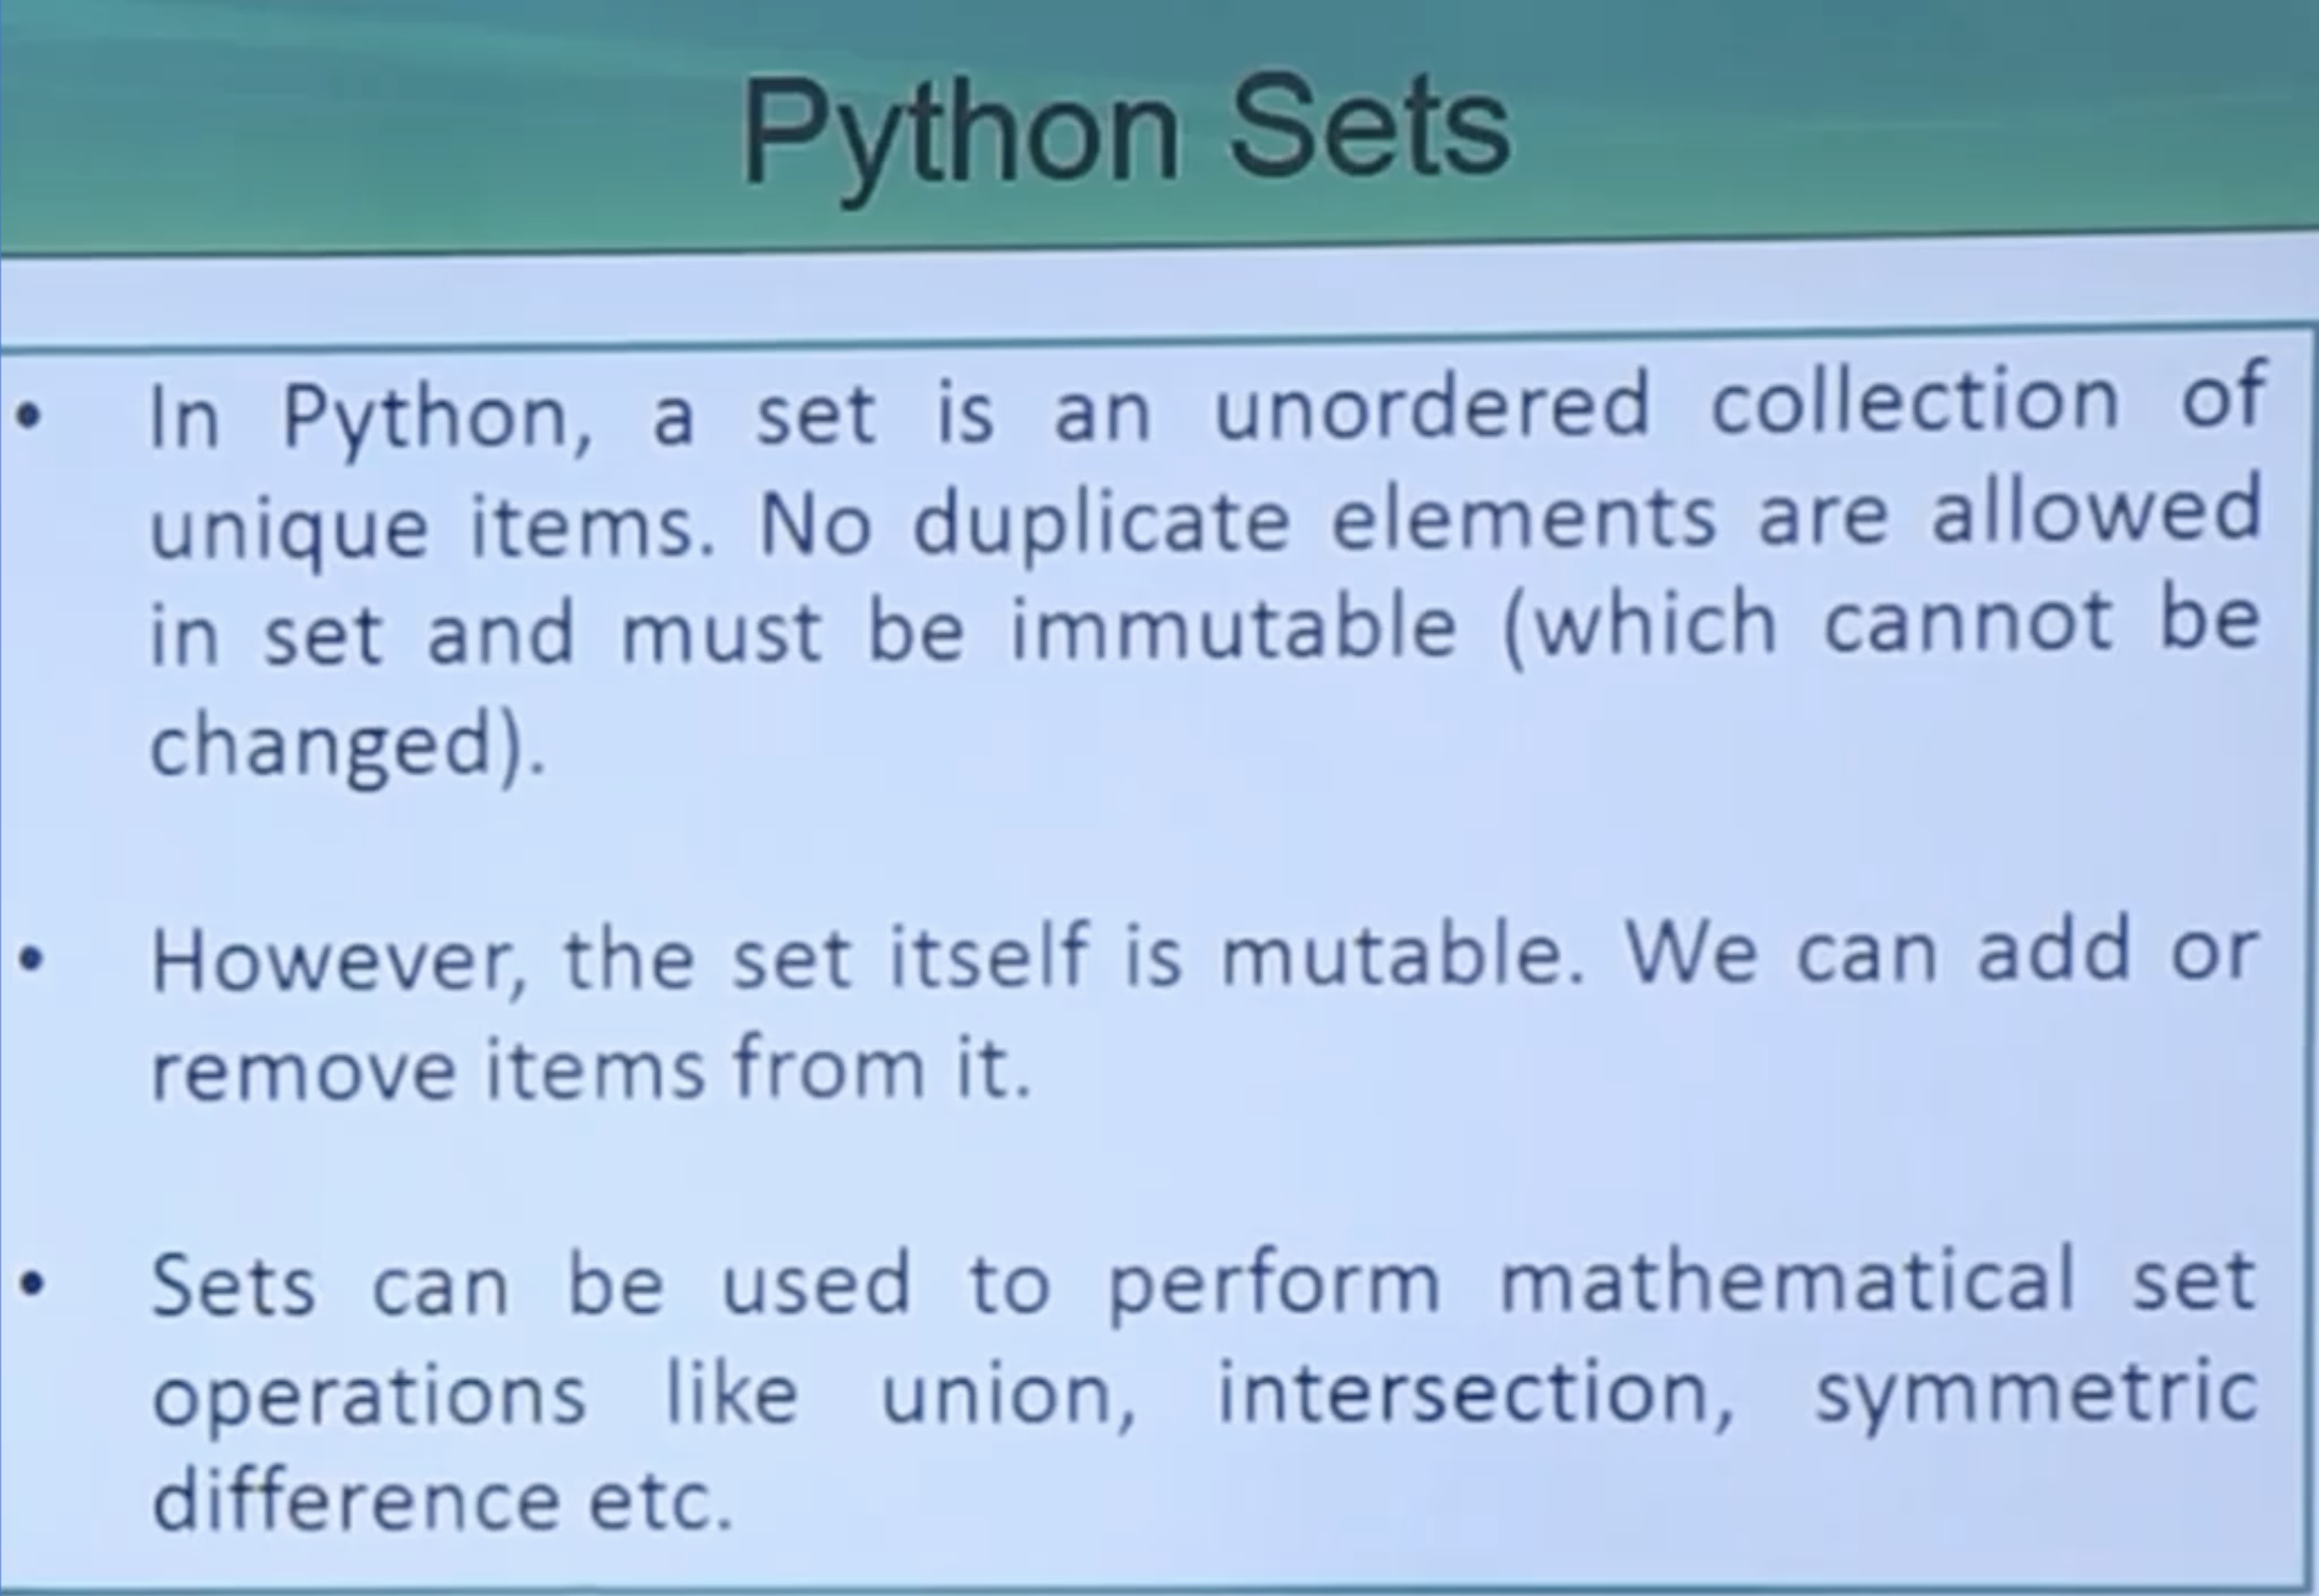 Python Sets
• In Python, a set is an unordered collection of
unique items. No duplicate elements are allowed
in set and must be immutable (which cannot be
changed).
• However, the set itself is mutable. We can add or
remove items from it.
• Sets can be used to perform mathematical set
operations like union, intersection, symmetric
difference etc.